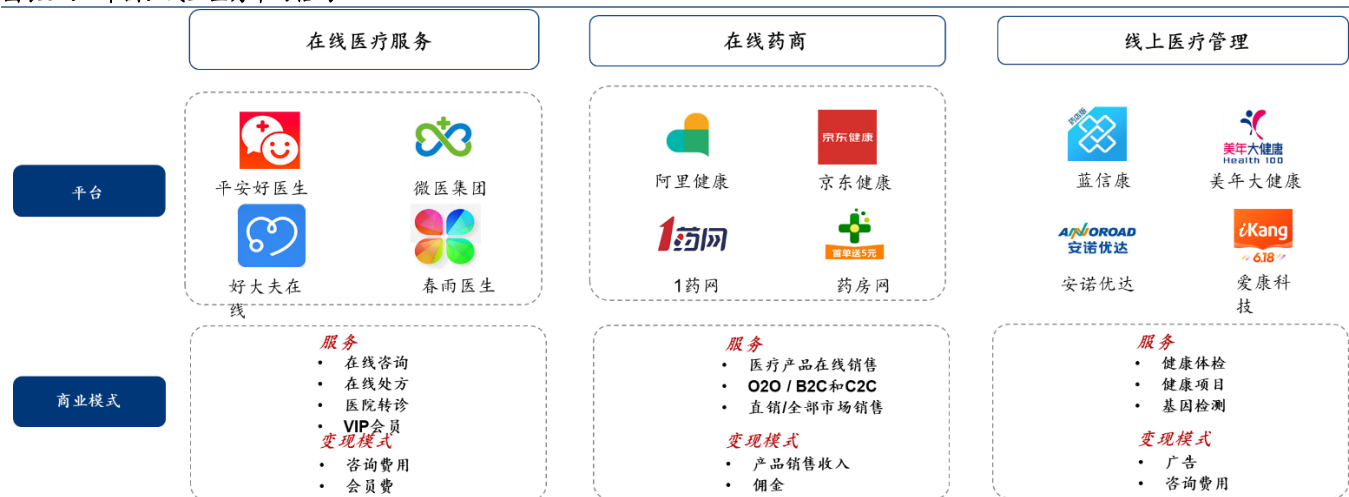 在线医疗服务
在线药商
线上医疗管理
平台
平安好医生
微医集团
好大夫在
线
春雨医生
阿里健康
京东健康
京东健康
1药网
1药网
首单送5元
药房网
药店版
蓝信康
美年大健康
Health 100
美年大健康
ANNOROAD
安诺优达
安诺优达
iKang
6.18
爱康科
技
商业模式
服务
• 在线咨询
• 在线处方
• 医院转诊
• VIP会员
变现模式
• 咨询费用
• 会员费
服务
• 医疗产品在线销售
• O2O / B2C和C2C
• 直销/全部市场销售
变现模式
• 产品销售收入
• 佣金
服务
• 健康体检
• 健康项目
• 基因检测
变现模式
• 广告
• 咨询费用